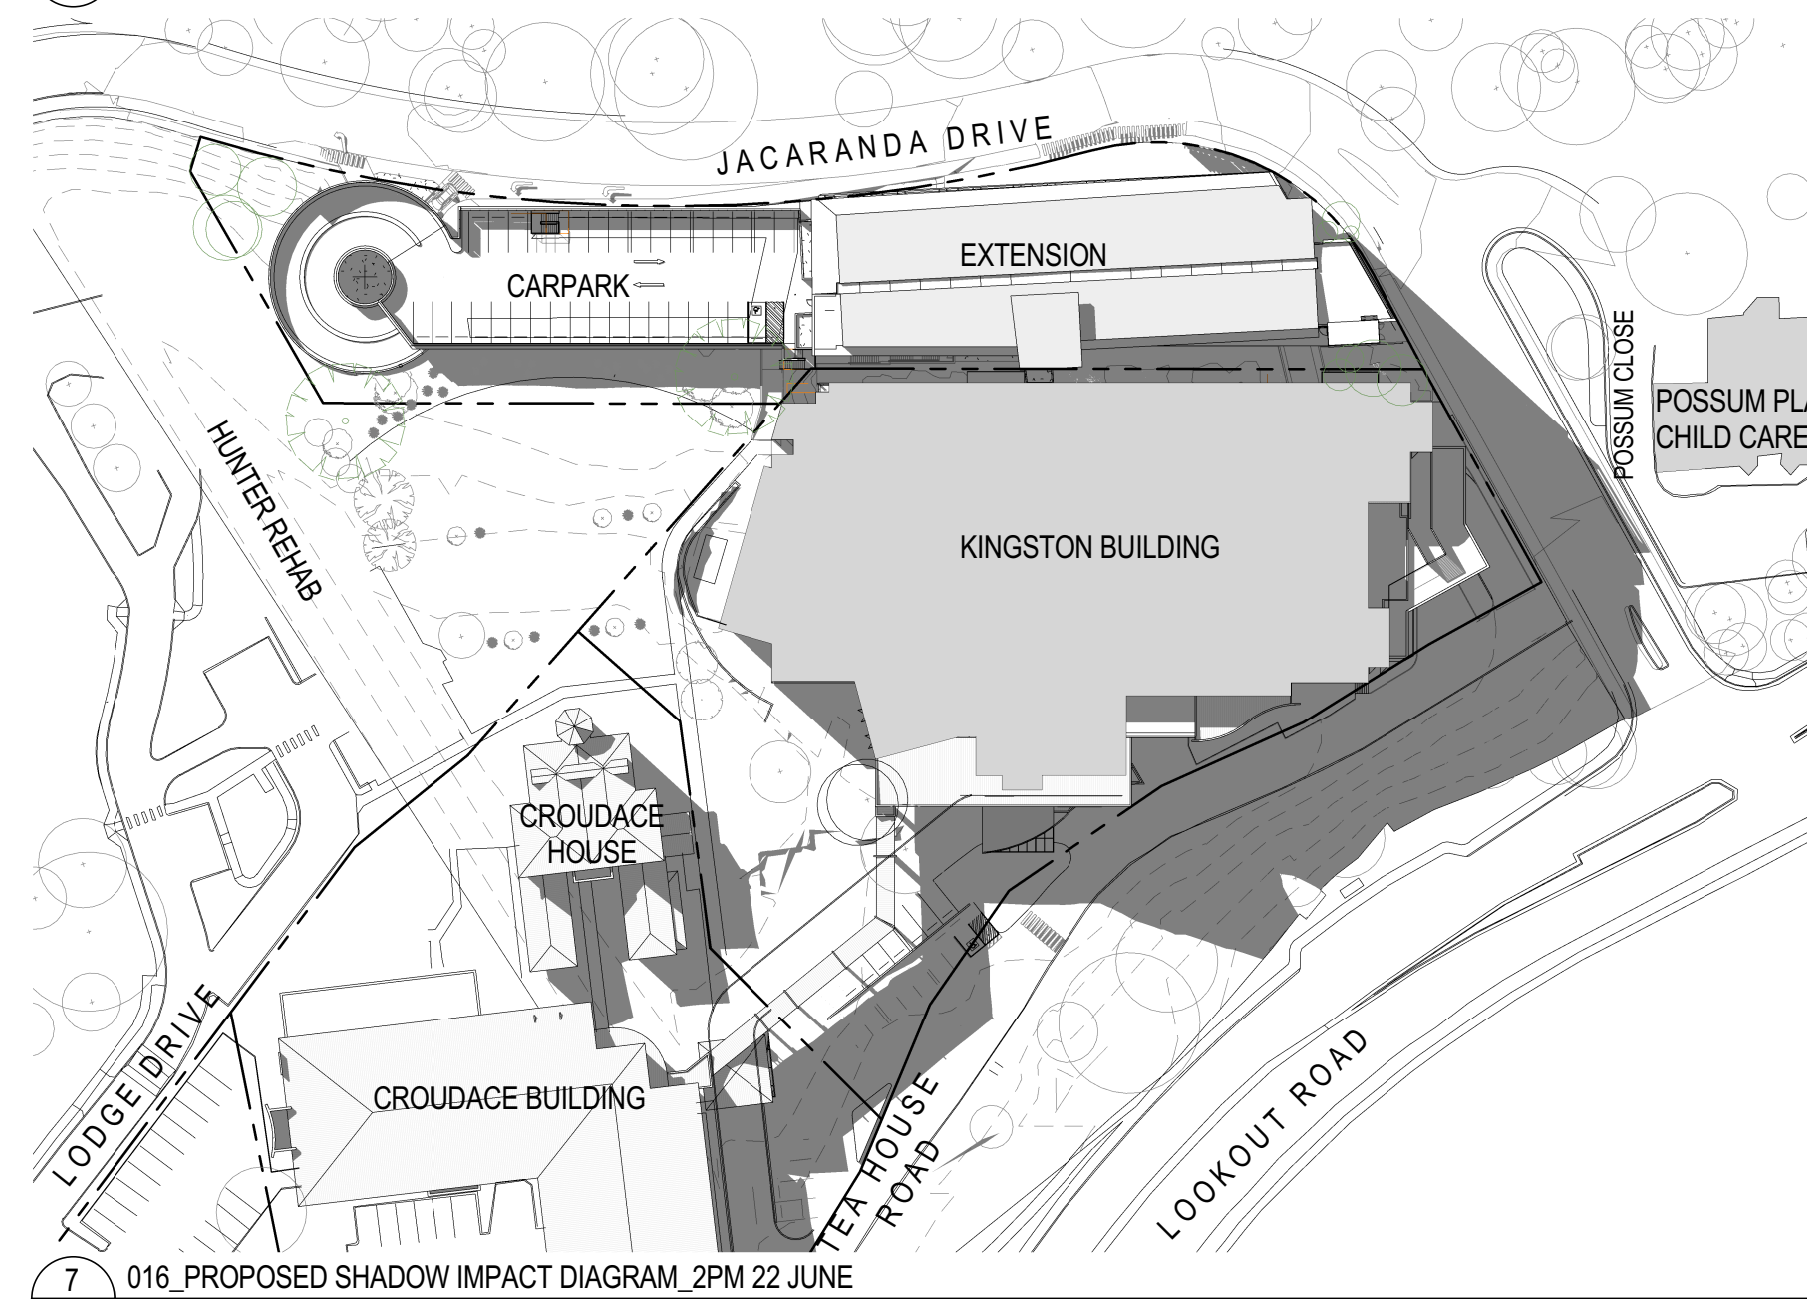 JACARANDA DRIVE
EXTENSION
CARPARK
POSSUM CLOSE
POSSUM PLA
CHILD CARE
HUNTER REHAB
KINGSTON BUILDING
CROUDACE
HOUSE
LODGE DRIVE
CROUDACE BUILDING
TEA HOUSE
ROAD
LOOKOUT ROAD
7
016_PROPOSED SHADOW IMPACT DIAGRAM_2PM 22 JUNE